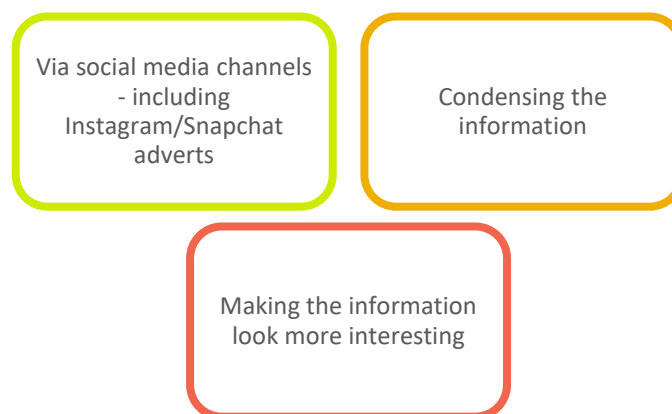 Via social media channels
- including
Instagram/Snapchat
adverts
Condensing the
information
Making the information
look more interesting